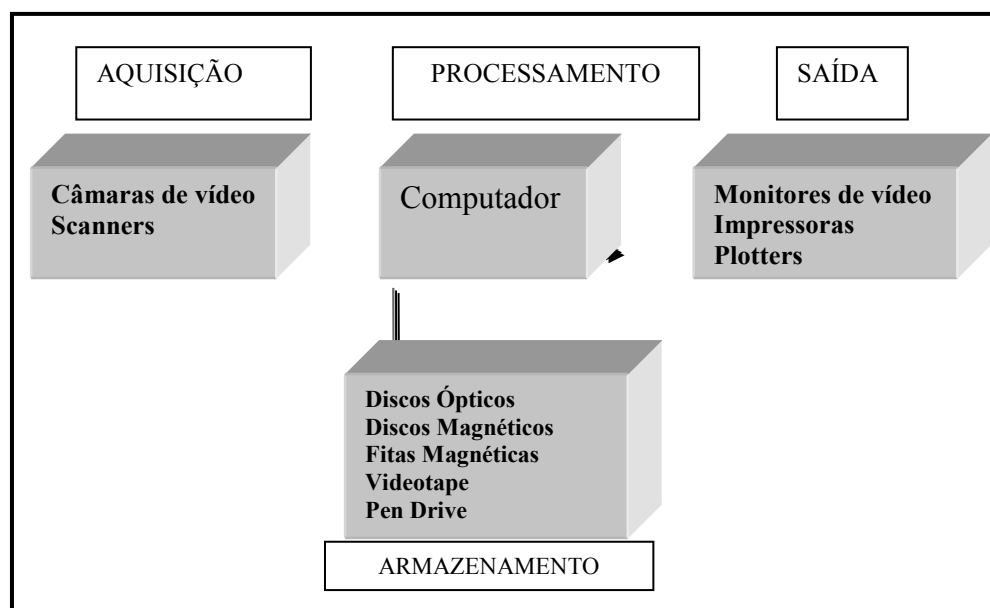 AQUISIÇÃO
PROCESSAMENTO
SAÍDA
Câmaras de vídeo
Scanners
Computador
Monitores de vídeo
Impressoras
Plotters
Discos Ópticos
Discos Magnéticos
Fitas Magnéticas
Videotape
Pen Drive
ARMAZENAMENTO